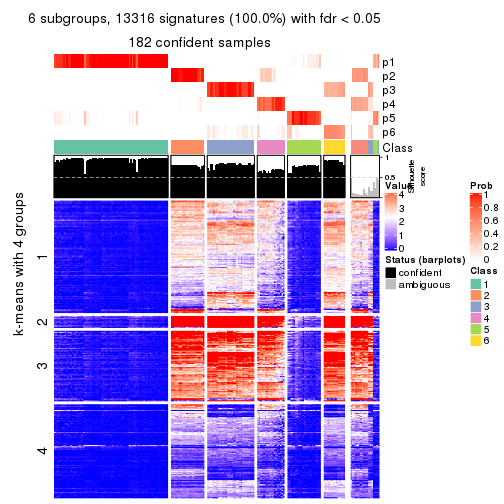 6 subgroups, 13316 signatures (100.0%) with fdr < 0.05
182 confident samples
p1
p2
p3
p4
p5
p6
Class
1
0.5
0
Silhouette
score
k-means with 4 groups
1
2
3
4
Value
4
3
2
1
0
Status (barplots)
confident
ambiguous
Prob
1
0.8
0.6
0.4
0.2
0
Class
1
2
3
4
5
6